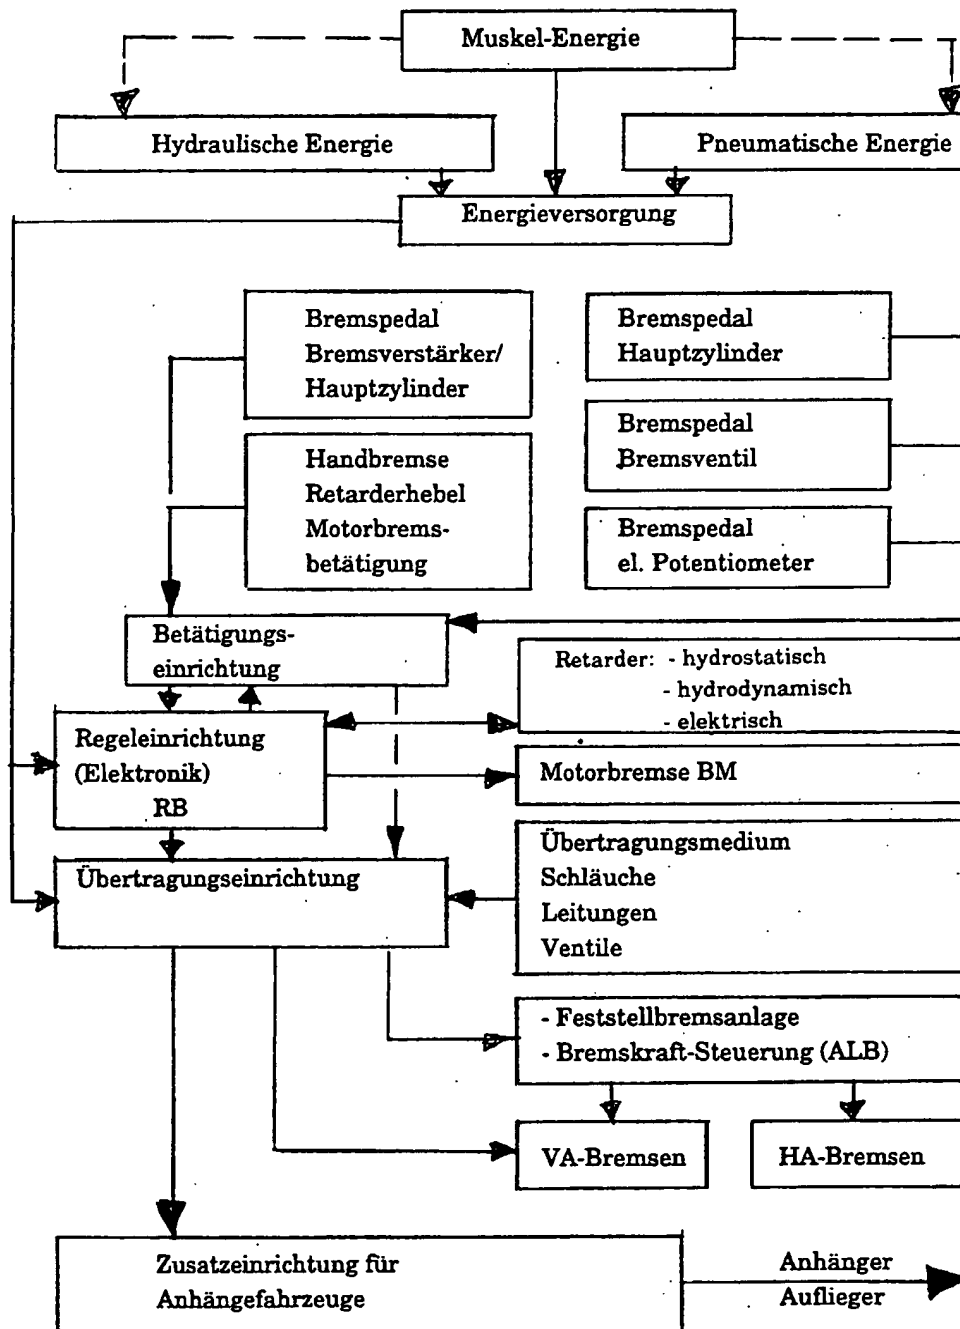 Muskel-Energie
Hydraulische Energie
Pneumatische Energie
Energieversorgung
Bremspedal
Bremsverstärker/
Hauptzylinder
Bremspedal
Hauptzylinder
Handbremse
Retarderhebel
Motorbrems-
betätigung
Bremspedal
Bremsventil
Bremspedal
el. Potentiometer
Betätigungs-
einrichtung
Retarder: - hydrostatisch
- hydrodynamisch
- elektrisch
Regeleinrichtung
(Elektronik)
RB
Motorbremse BM
Übertragungseinrichtung
Übertragungsmedium
Schläuche
Leitungen
Ventile
- Feststellbremsanlage
- Bremskraft-Steuerung (ALB)
VA-Bremsen
HA-Bremsen
Zusatzeinrichtung für
Anhängefahrzeuge
Anhänger
Auflieger